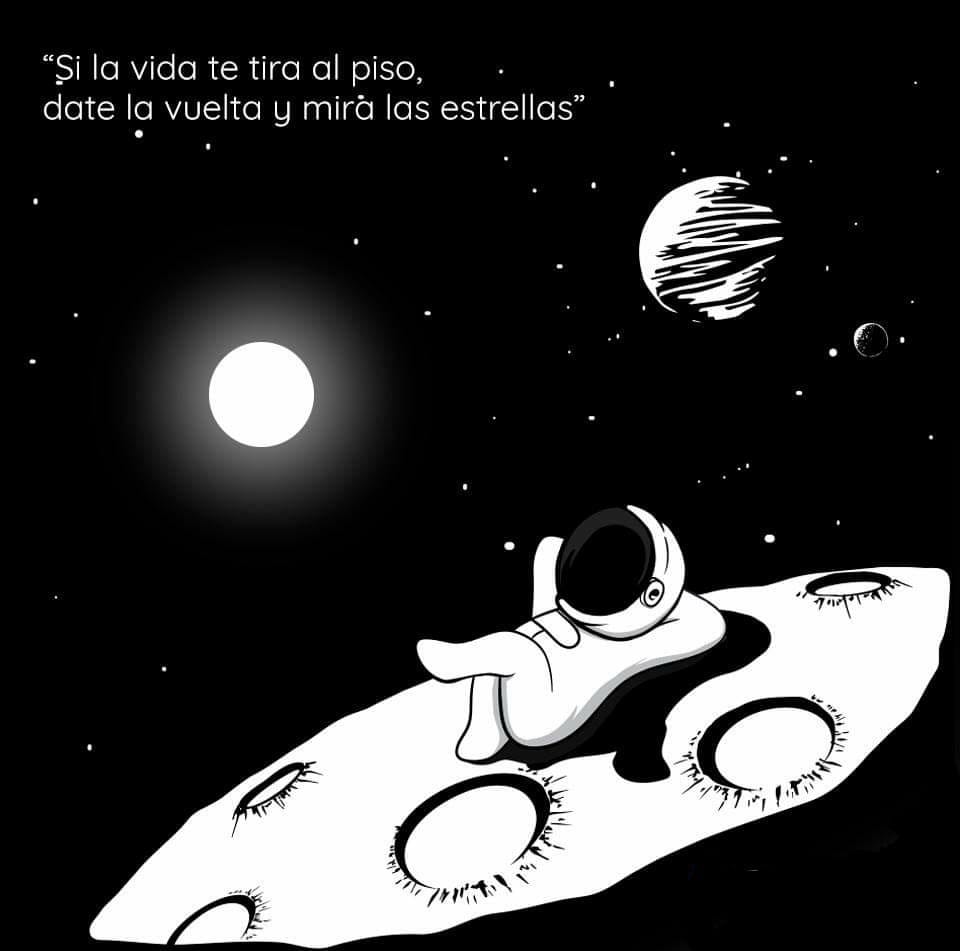 “Si la vida te tira al piso,
date la vuelta y mira las estrellas”